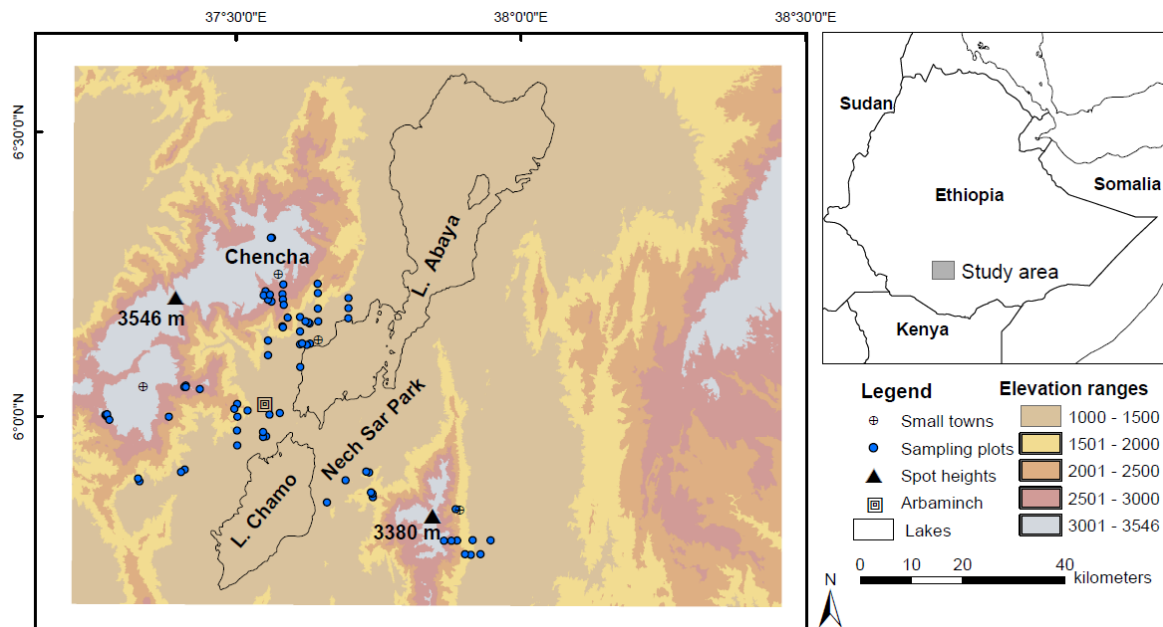 37°30'0"E
38°0'0"E
38°30'0"E
6°30'0"N
6°0'0"N
Chencha
3546 m
L. Abaya
Nech Sar Park
L. Chamo
3380 m
Sudan
Ethiopia
Somalia
Study area
Kenya
Legend
Small towns
Sampling plots
Spot heights
Arbaminch
Lakes
Elevation ranges
1000 - 1500
1501 - 2000
2001 - 2500
2501 - 3000
3001 - 3546
N
0 10 20 40
kilometers